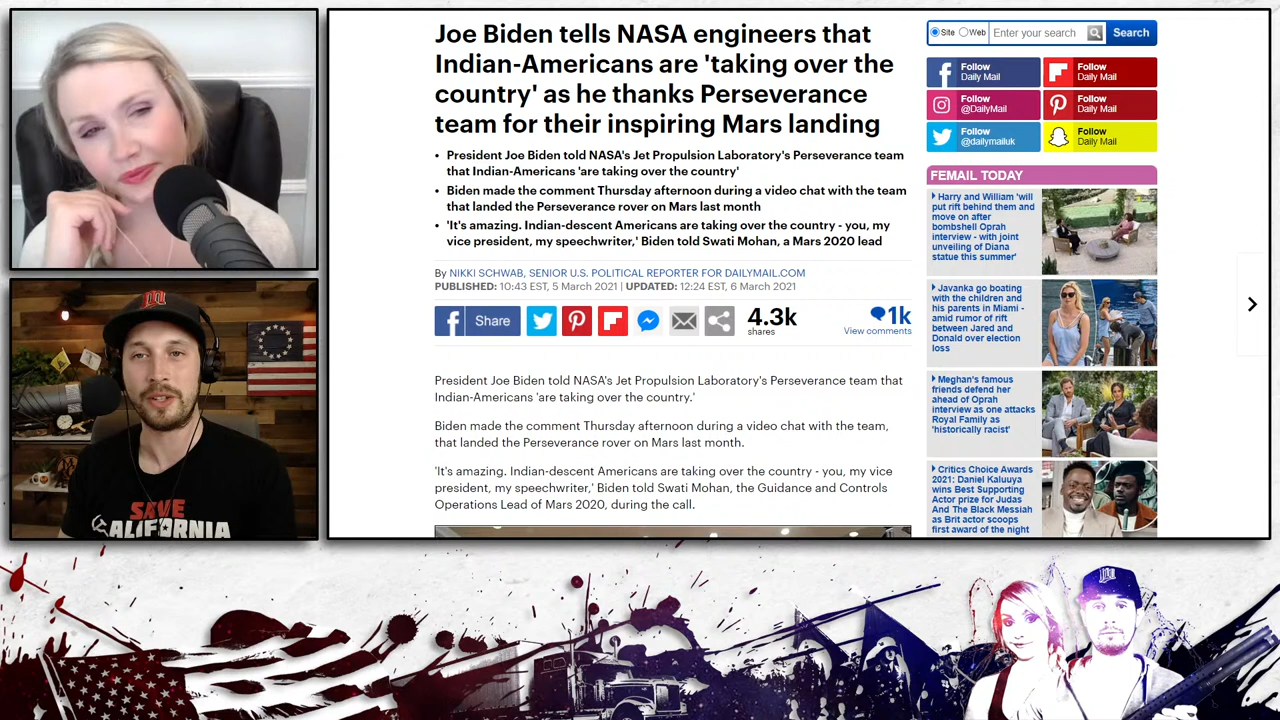 Joe Biden tells NASA engineers that
Indian-Americans are 'taking over the
country' as he thanks Perseverance
team for their inspiring Mars landing
• President Joe Biden told NASA's Jet Propulsion Laboratory's Perseverance team
that Indian-Americans 'are taking over the country'
• Biden made the comment Thursday afternoon during a video chat with the team
that landed the Perseverance rover on Mars last month
• 'It's amazing. Indian-descent Americans are taking over the country - you, my
vice president, my speechwriter,' Biden told Swati Mohan, a Mars 2020 lead
By NIKKI SCHWAB, SENIOR U.S. POLITICAL REPORTER FOR DAILYMAIL.COM
PUBLISHED: 10:43 EST, 5 March 2021 | UPDATED: 12:24 EST, 6 March 2021
Share
4.3k
shares
1k
View comments
President Joe Biden told NASA's Jet Propulsion Laboratory's Perseverance team that
Indian-Americans 'are taking over the country.'
Biden made the comment Thursday afternoon during a video chat with the team,
that landed the Perseverance rover on Mars last month.
'It's amazing. Indian-descent Americans are taking over the country - you, my vice
president, my speechwriter,' Biden told Swati Mohan, the Guidance and Controls
Operations Lead of Mars 2020, during the call.
Site Web Enter your search Search
Follow
Daily Mail
Follow
Daily Mail
Follow
@DailyMail
Follow
Daily Mail
Follow
@dailymailuk
Follow
Daily Mail
FEMAIL TODAY
Harry and William 'will
put rift behind them and
move on after
bombshell Oprah
interview - with joint
unveiling of Diana
statue this summer'
Javanka go boating
with the children and
his parents in Miami -
amid rumor of rift
between Jared and
Donald over election
loss
Meghan's famous
friends defend her
ahead of Oprah
interview as one attacks
Royal Family as
'historically racist'
Critics Choice Awards
2021: Daniel Kaluuya
wins Best Supporting
Actor prize for Judas
And The Black Messiah
as Brit actor scoops
first award of the night
SAVE
CALIFORNIA